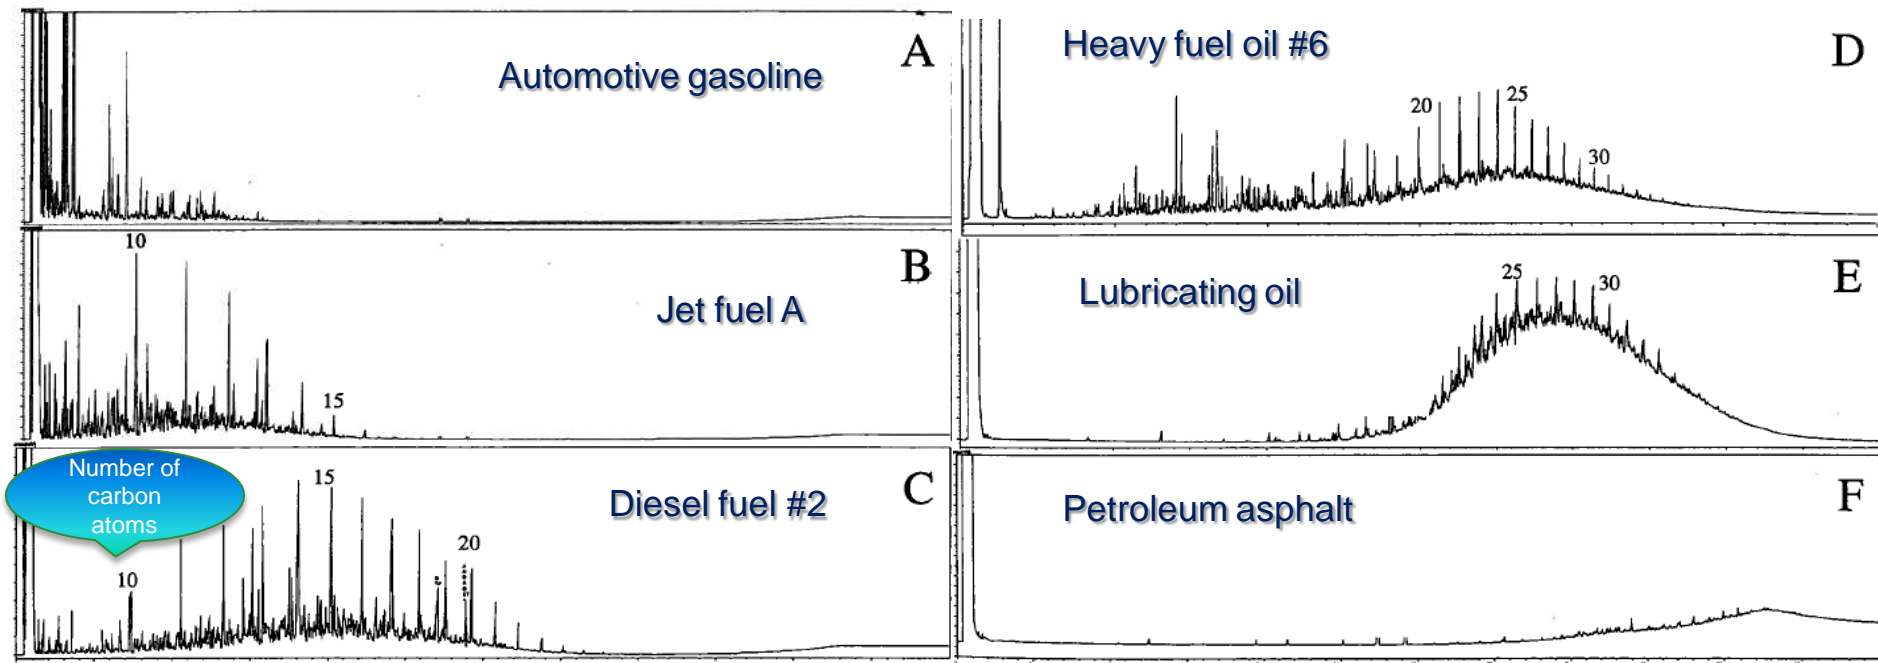 A
Automotive gasoline
10
B
Jet fuel A
15
Number of
carbon
atoms
10
15
C
Diesel fuel #2
20
Heavy fuel oil #6
D
20
25
30
25
30
E
Lubricating oil
F
Petroleum asphalt